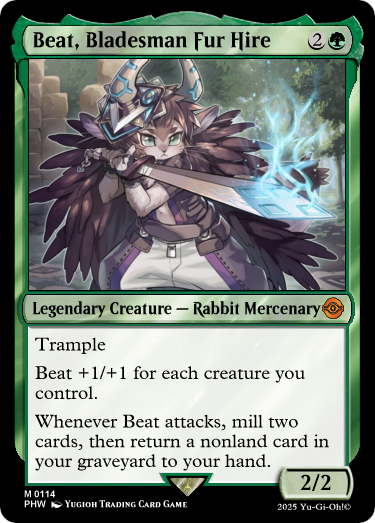 Beat, Bladesman Fur Hire 2
Legendary Creature — Rabbit Mercenary
Trample
Beat +1/+1 for each creature you
control.
Whenever Beat attacks, mill two
cards, then return a nonland card in
your graveyard to your hand.
2/2
M 0114
PHW Yugioh Trading Card Game
2025 Yu-Gi-Oh!©